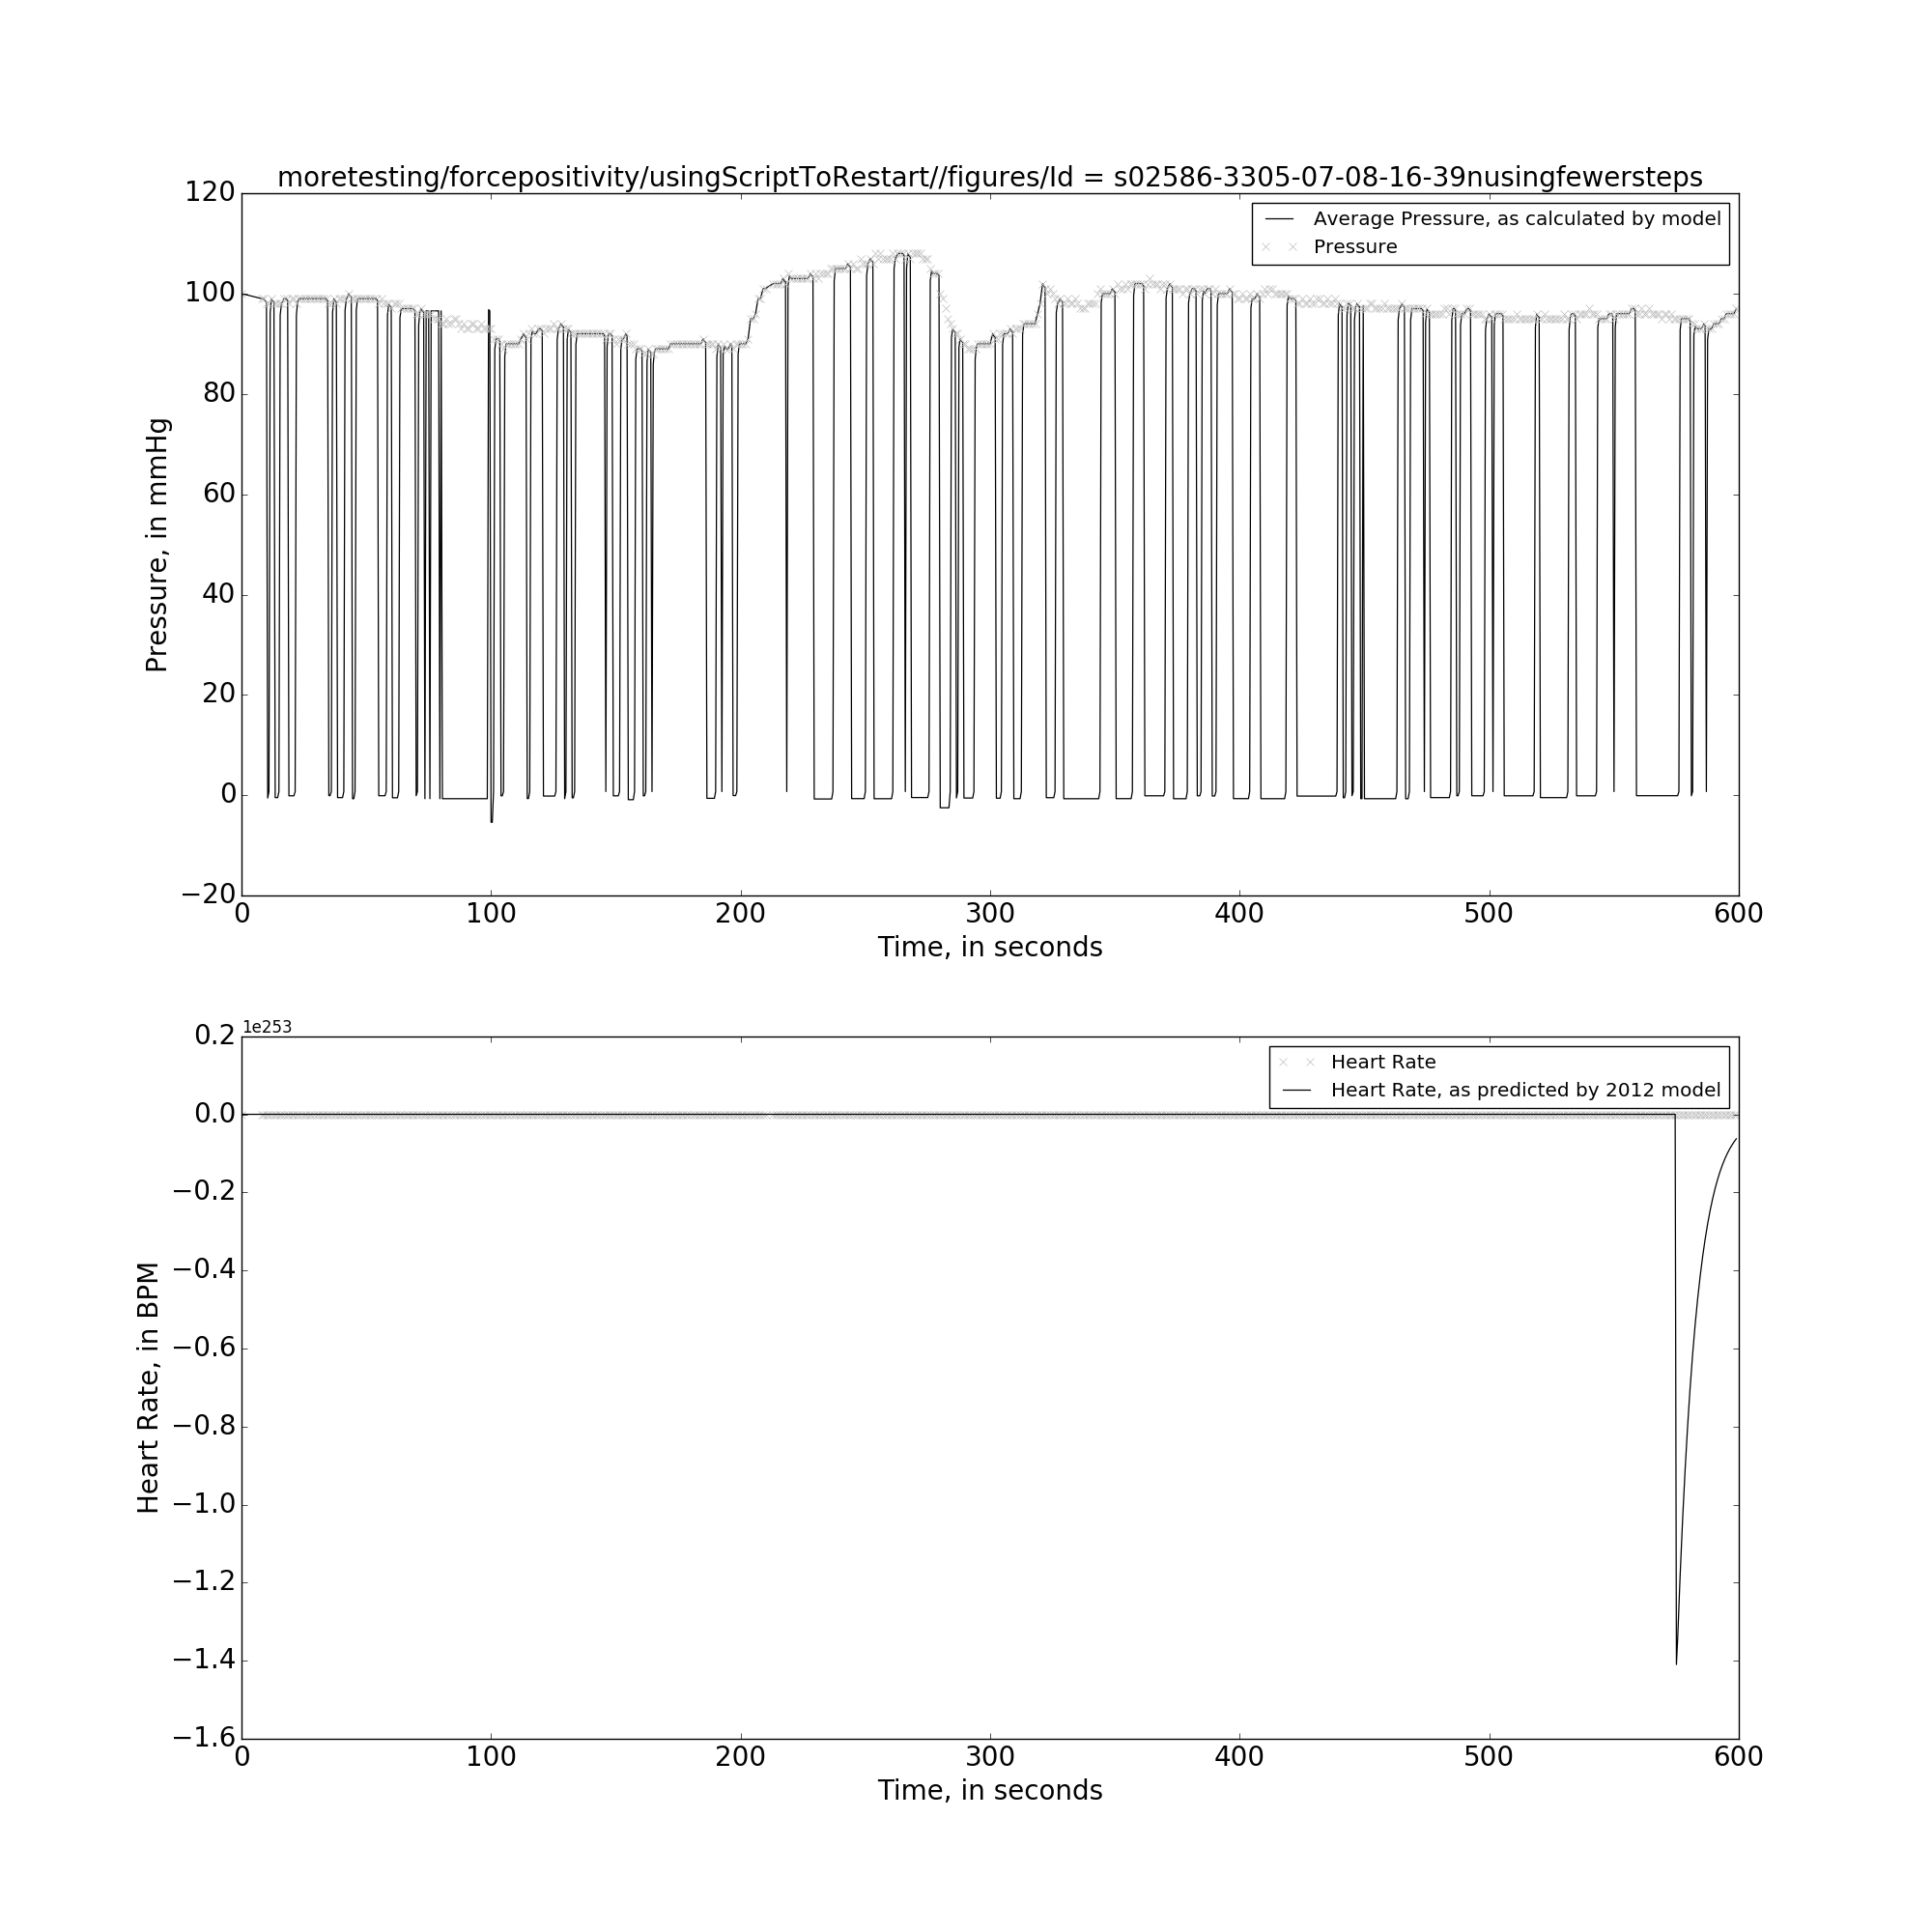 moretesting/forcepositivity/usingScriptToRestart//figures/Id = s02586-3305-07-08-16-39nusingfewersteps
120
100
80
60
40
20
0
−20
Pressure, in mmHg
Average Pressure, as calculated by model
Pressure
0 100 200 300 400 500 600
Time, in seconds
1e253
0.2
0.0
−0.2
−0.4
−0.6
−0.8
−1.0
−1.2
−1.4
−1.6
Heart Rate, in BPM
Heart Rate
Heart Rate, as predicted by 2012 model
0 100 200 300 400 500 600
Time, in seconds